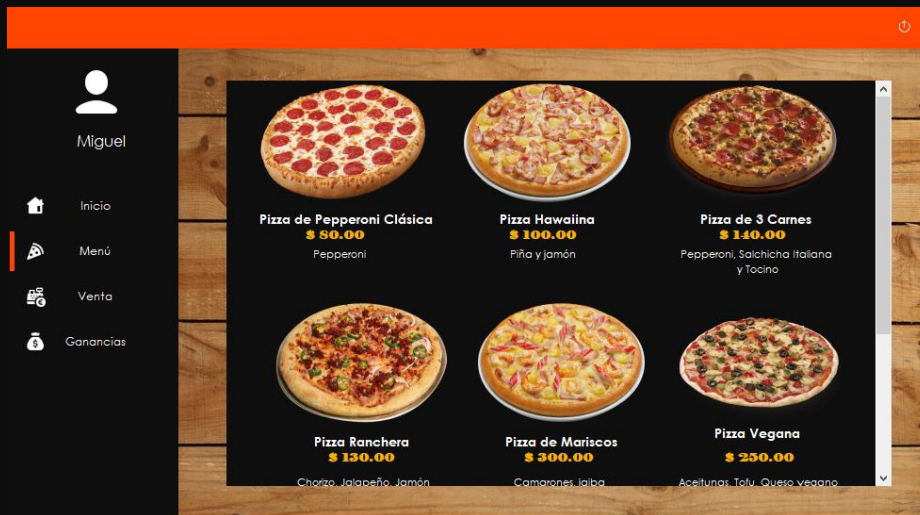 Miguel
Inicio
Menú
Venta
Ganancias
Pizza de Pepperoni Clásica
$ 80.00
Pepperoni
Pizza Hawaiina
$ 100.00
Piña y jamón
Pizza de 3 Carnes
$ 140.00
Pepperoni, Salchicha Italiana
y Tocino
Pizza Ranchera
$ 130.00
Chorizo, Jalapeño, Jamón
Pizza de Mariscos
$ 300.00
Camarones, jaiba
Pizza Vegana
$ 250.00
Aceitunas, Tofu, Queso vegano